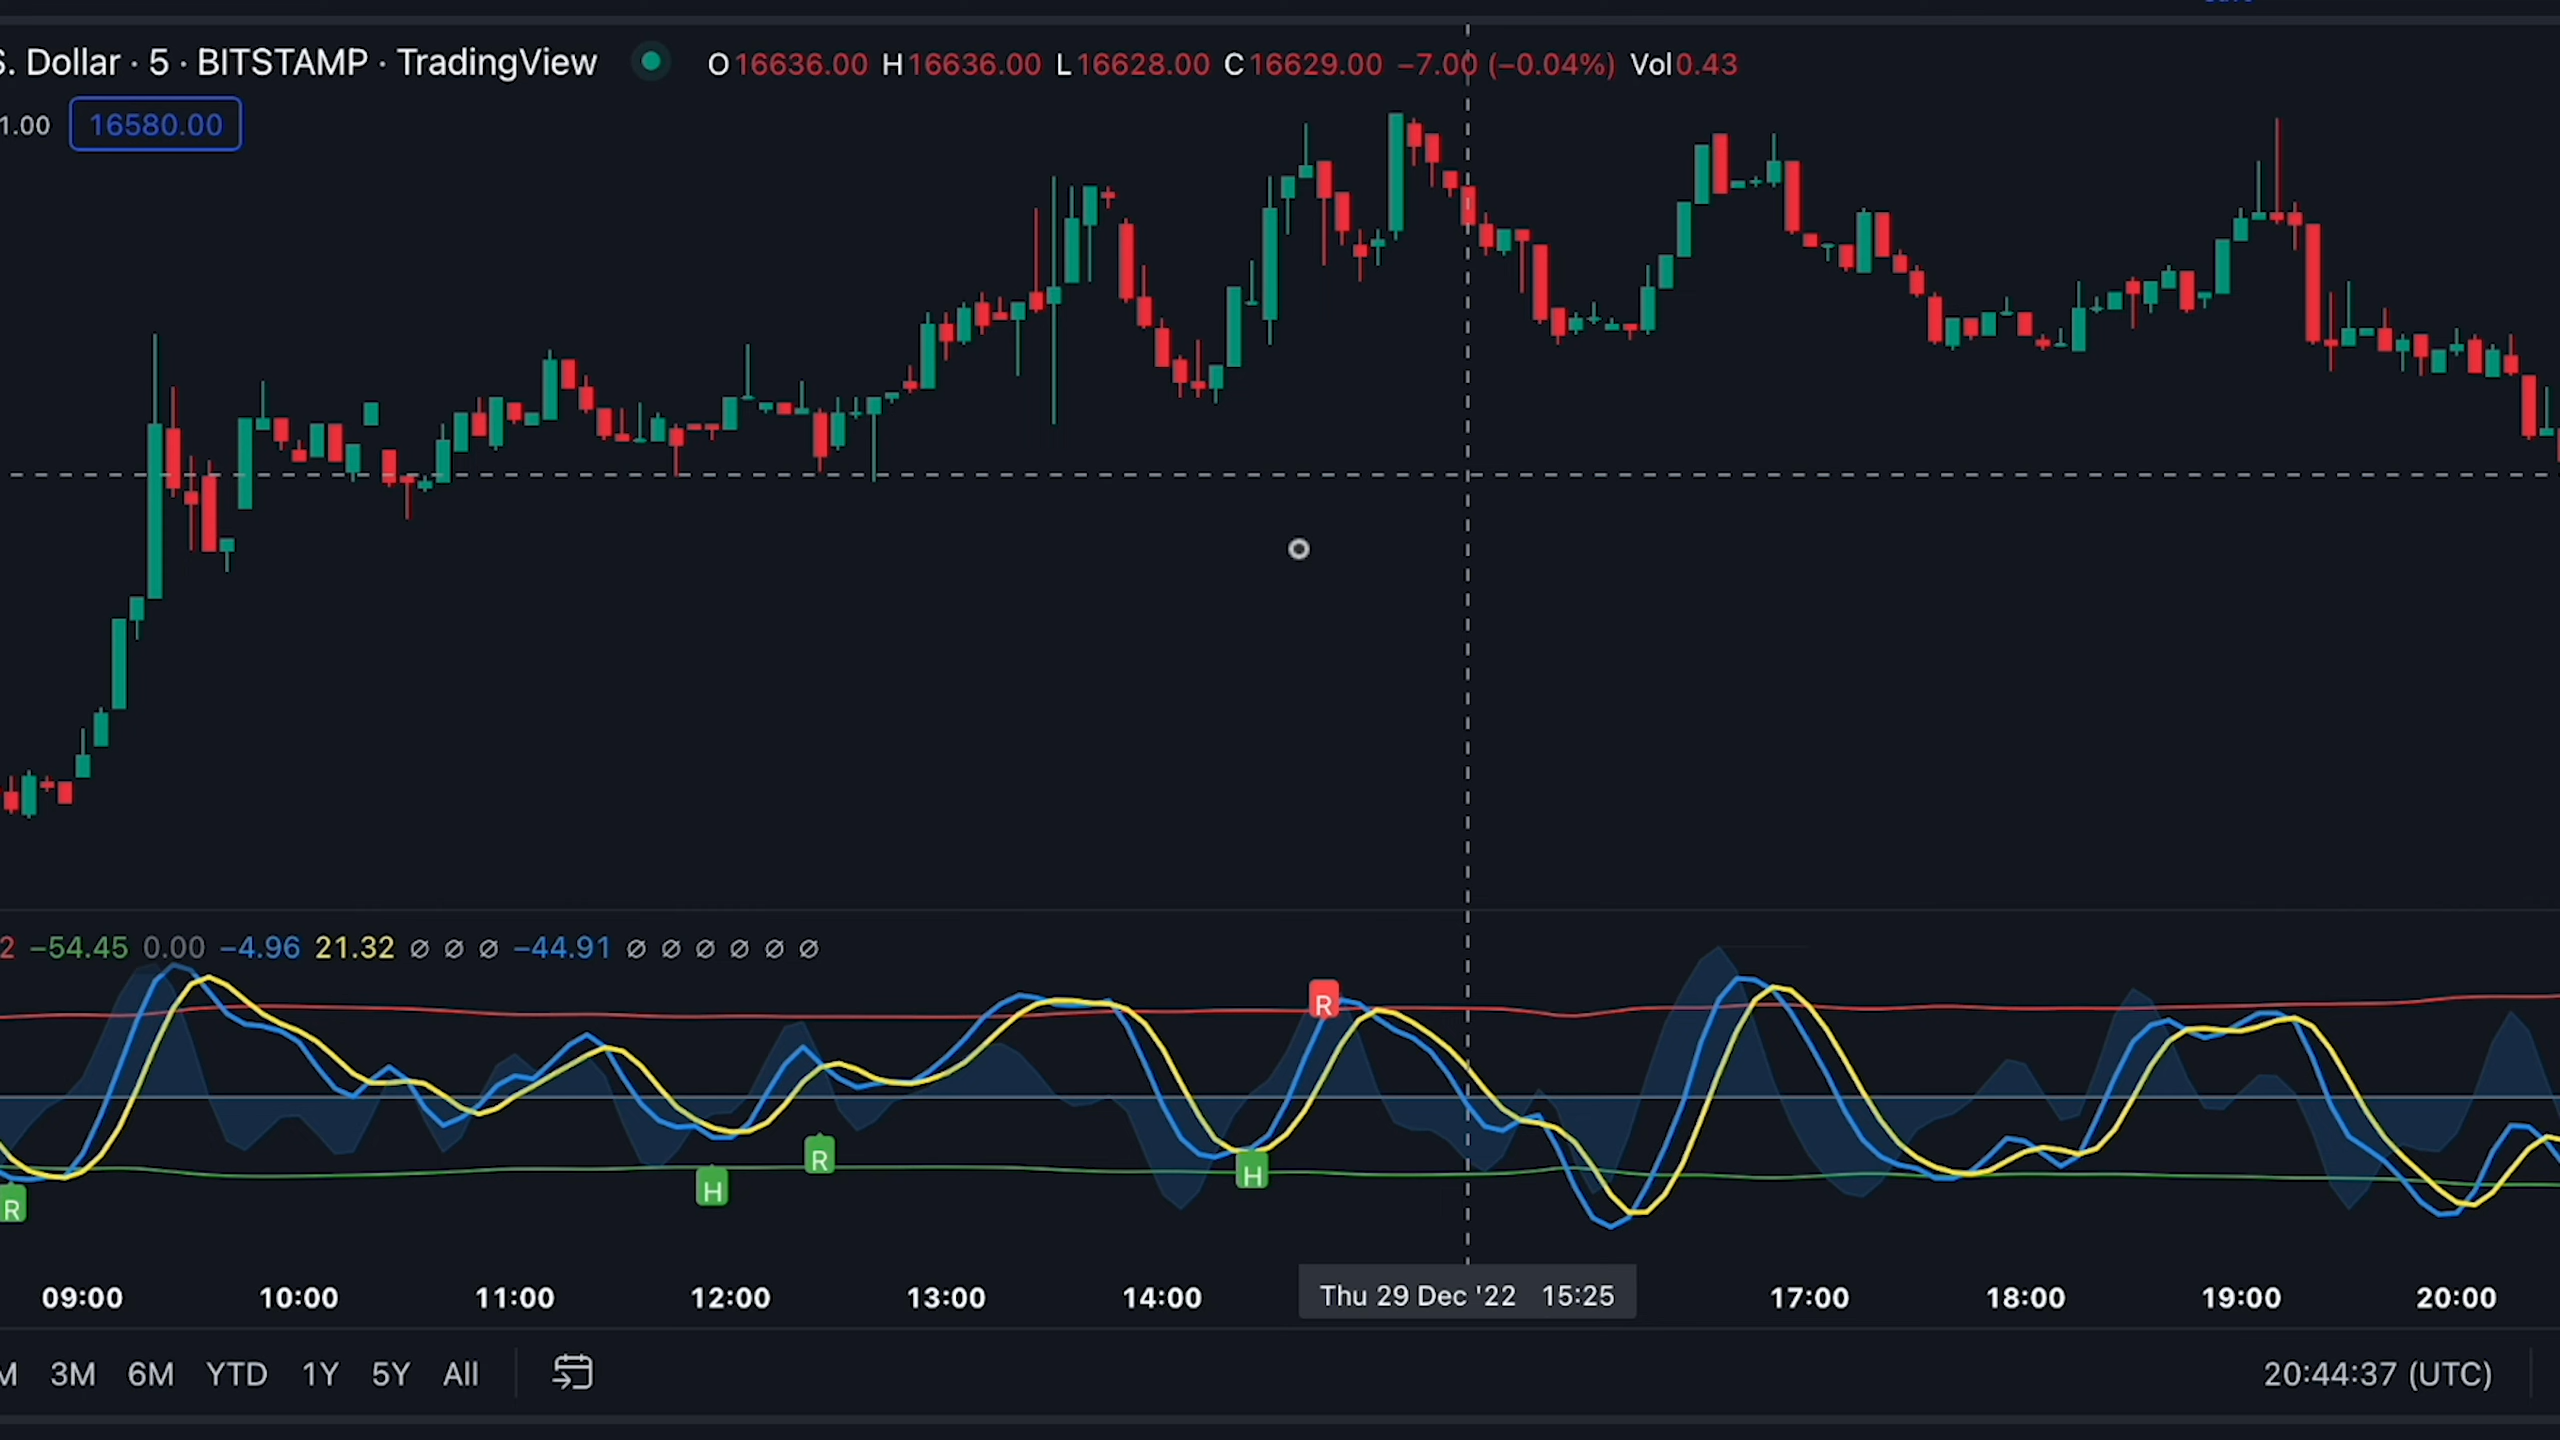 S. Dollar · 5 · BITSTAMP · TradingView O16636.00 H16636.00 L16628.00 C16629.00 −7.00 (−0.04%) Vol0.43
1.00 16580.00
2 −54.45 0.00 −4.96 21.32 ∅ ∅ ∅ −44.91 ∅ ∅ ∅ ∅ ∅ ∅
R
R
H
H
R
09:00 10:00 11:00 12:00 13:00 14:00 Thu 29 Dec '22 15:25 17:00 18:00 19:00 20:00
M 3M 6M YTD 1Y 5Y All 20:44:37 (UTC)